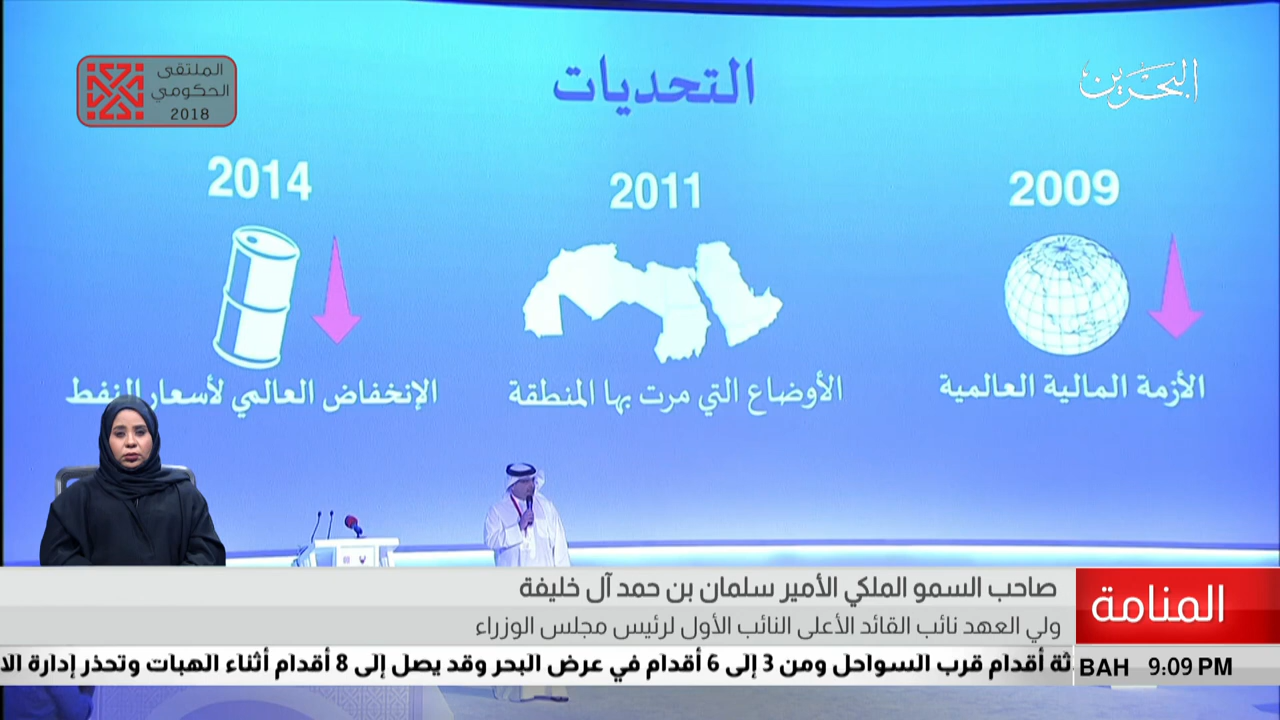 الملتقى
الحكومي
2018
البحرين
التحديات
2009
2011
2014
الأزمة المالية العالمية
الأوضاع التي مرت بها المنطقة
الإنخفاض العالمي لأسعار النفط
المنامة
صاحب السمو الملكي الأمير سلمان بن حمد آل خليفة
ولي العهد نائب القائد الأعلى النائب الأول لرئيس مجلس الوزراء
BAH 9:09 PM
ثة أقدام قرب السواحل ومن 3 إلى 6 أقدام في عرض البحر وقد يصل إلى 8 أقدام أثناء الهبات وتحذر إدارة الا